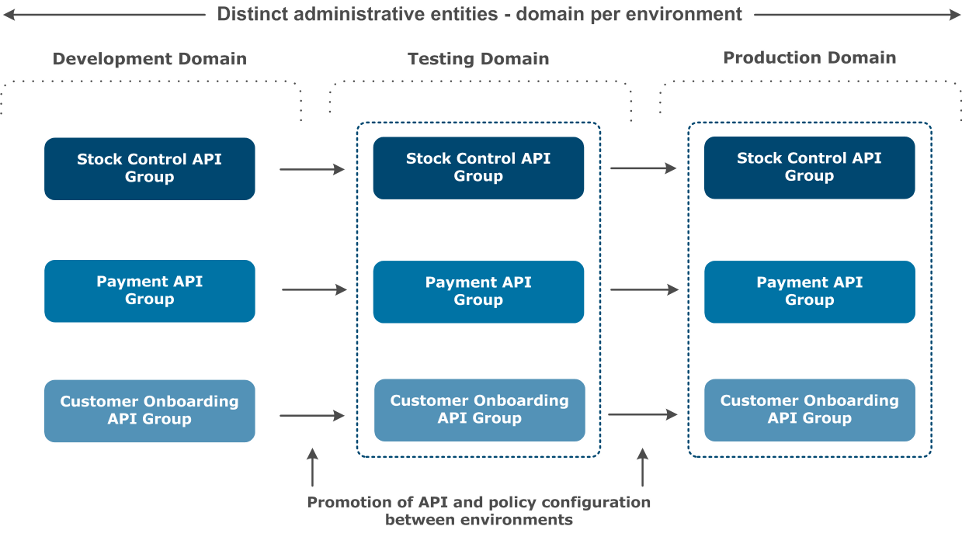 Distinct administrative entities - domain per environment
Development Domain
Testing Domain
Production Domain
Stock Control API
Group
Stock Control API
Group
Stock Control API
Group
Payment API
Group
Payment API
Group
Payment API
Group
Customer Onboarding
API Group
Customer Onboarding
API Group
Customer Onboarding
API Group
Promotion of API and policy configuration
between environments